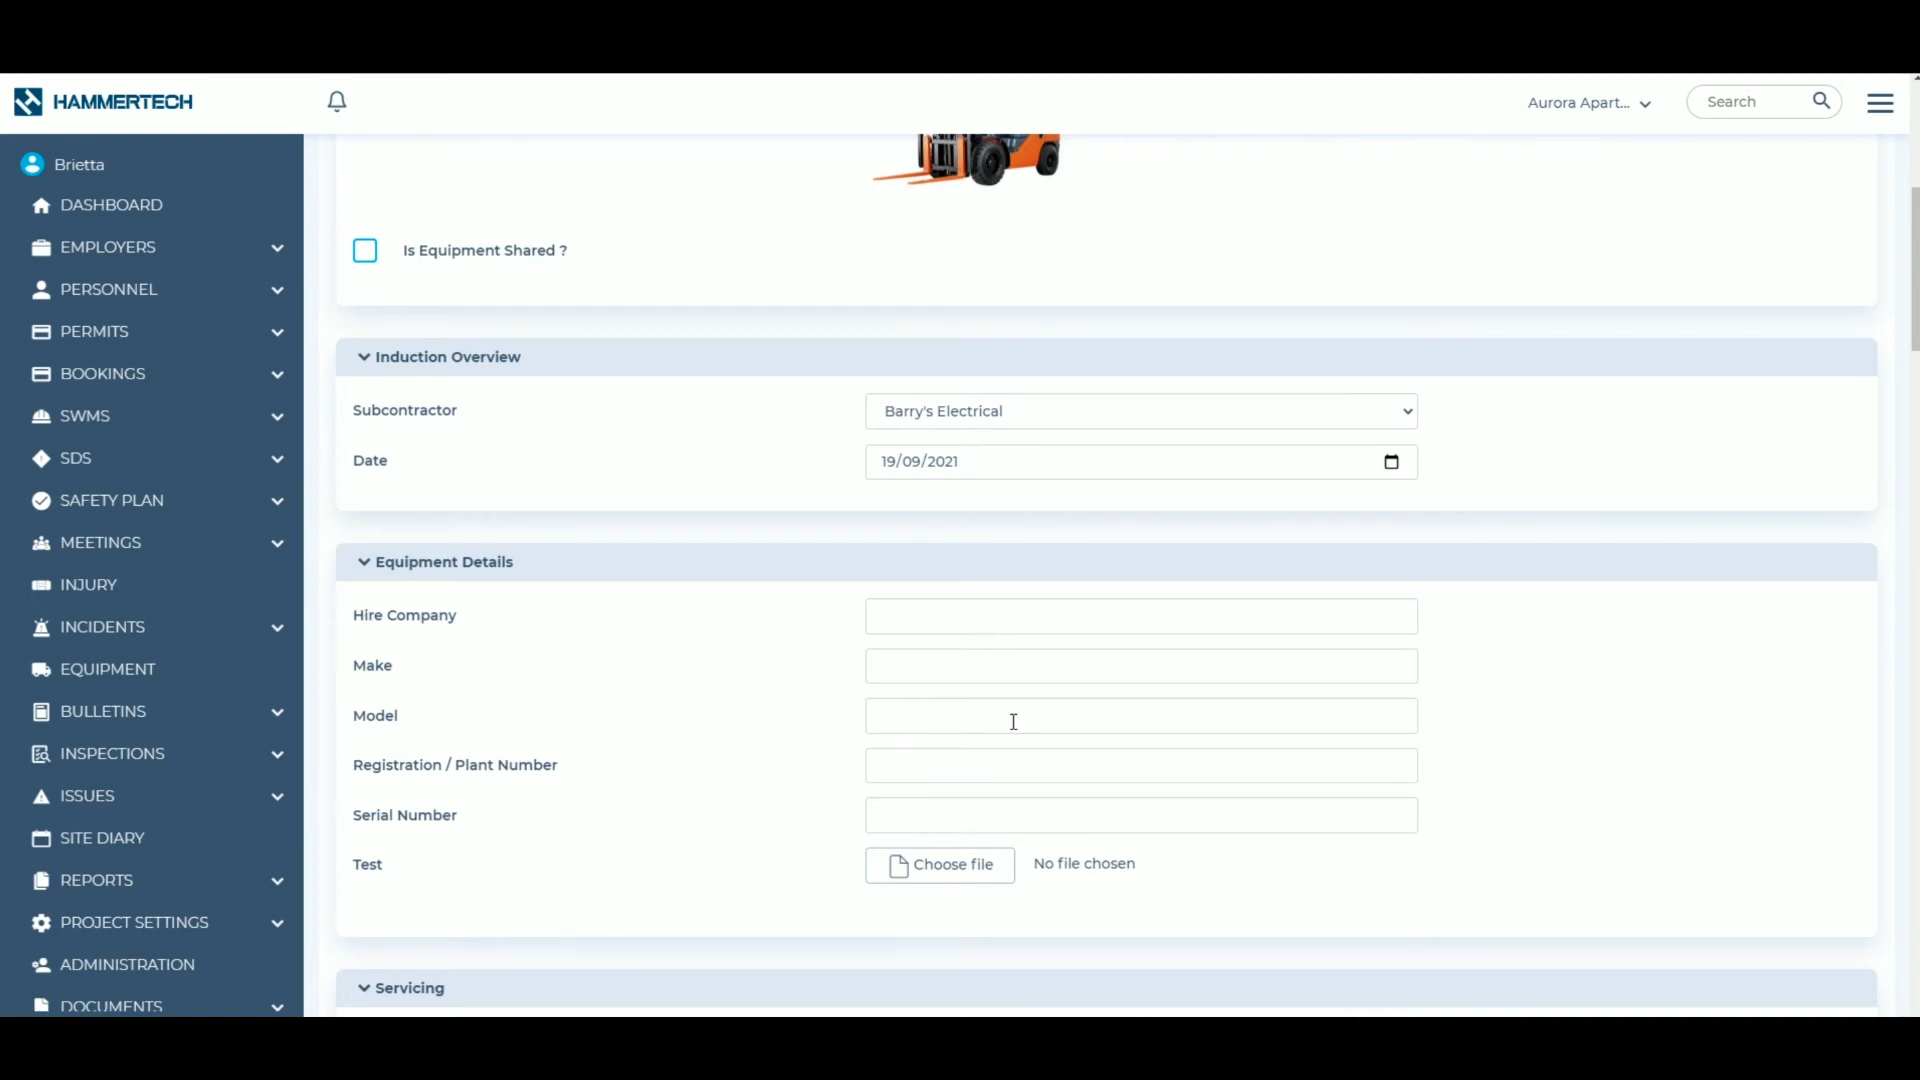 HAMMERTECH
Aurora Apart...
Search
Brietta
DASHBOARD
EMPLOYERS
PERSONNEL
PERMITS
BOOKINGS
SWMS
SDS
SAFETY PLAN
MEETINGS
INJURY
INCIDENTS
EQUIPMENT
BULLETINS
INSPECTIONS
ISSUES
SITE DIARY
REPORTS
PROJECT SETTINGS
ADMINISTRATION
DOCUMENTS
Is Equipment Shared ?
Induction Overview
Subcontractor
Barry's Electrical
Date
19/09/2021
Equipment Details
Hire Company
Make
Model
Registration / Plant Number
Serial Number
Test
Choose file
No file chosen
Servicing